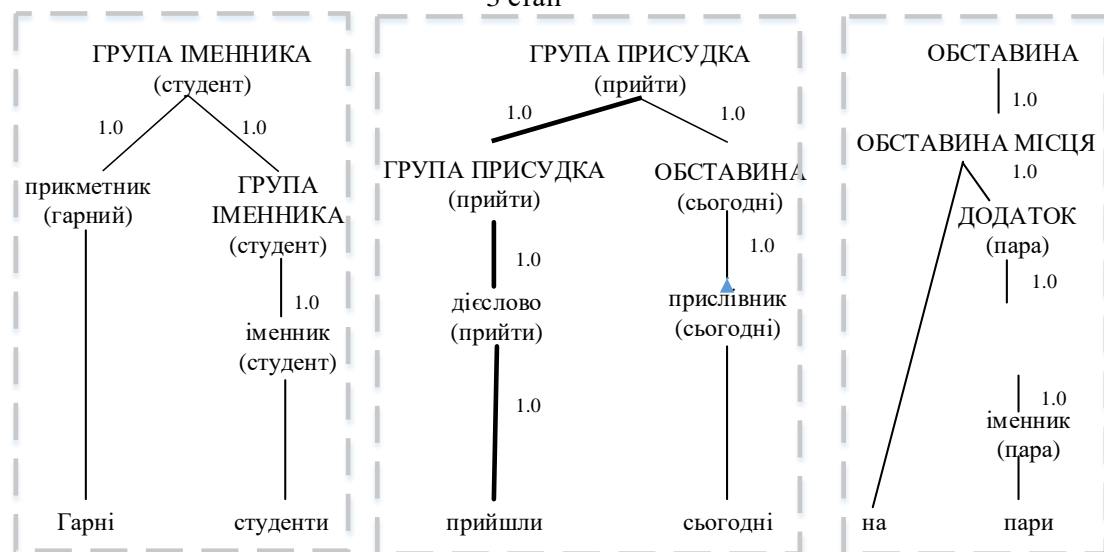 3 етап
ГРУПА ІМЕННИКА
(студент)
1.0
1.0
прикметник
(гарний)
ГРУПА
ІМЕННИКА
(студент)
1.0
іменник
(студент)
Гарні
студенти
ГРУПА ПРИСУДКА
(прийти)
1.0
1.0
ГРУПА ПРИСУДКА
(прийти)
ОБСТАВИНА
(сьогодні)
1.0
1.0
дієслово
(прийти)
прислівник
(сьогодні)
1.0
прийшли
сьогодні
ОБСТАВИНА
1.0
ОБСТАВИНА МІСЦЯ
1.0
ДОДАТОК
(пара)
1.0
1.0
іменник
(пара)
на
пари